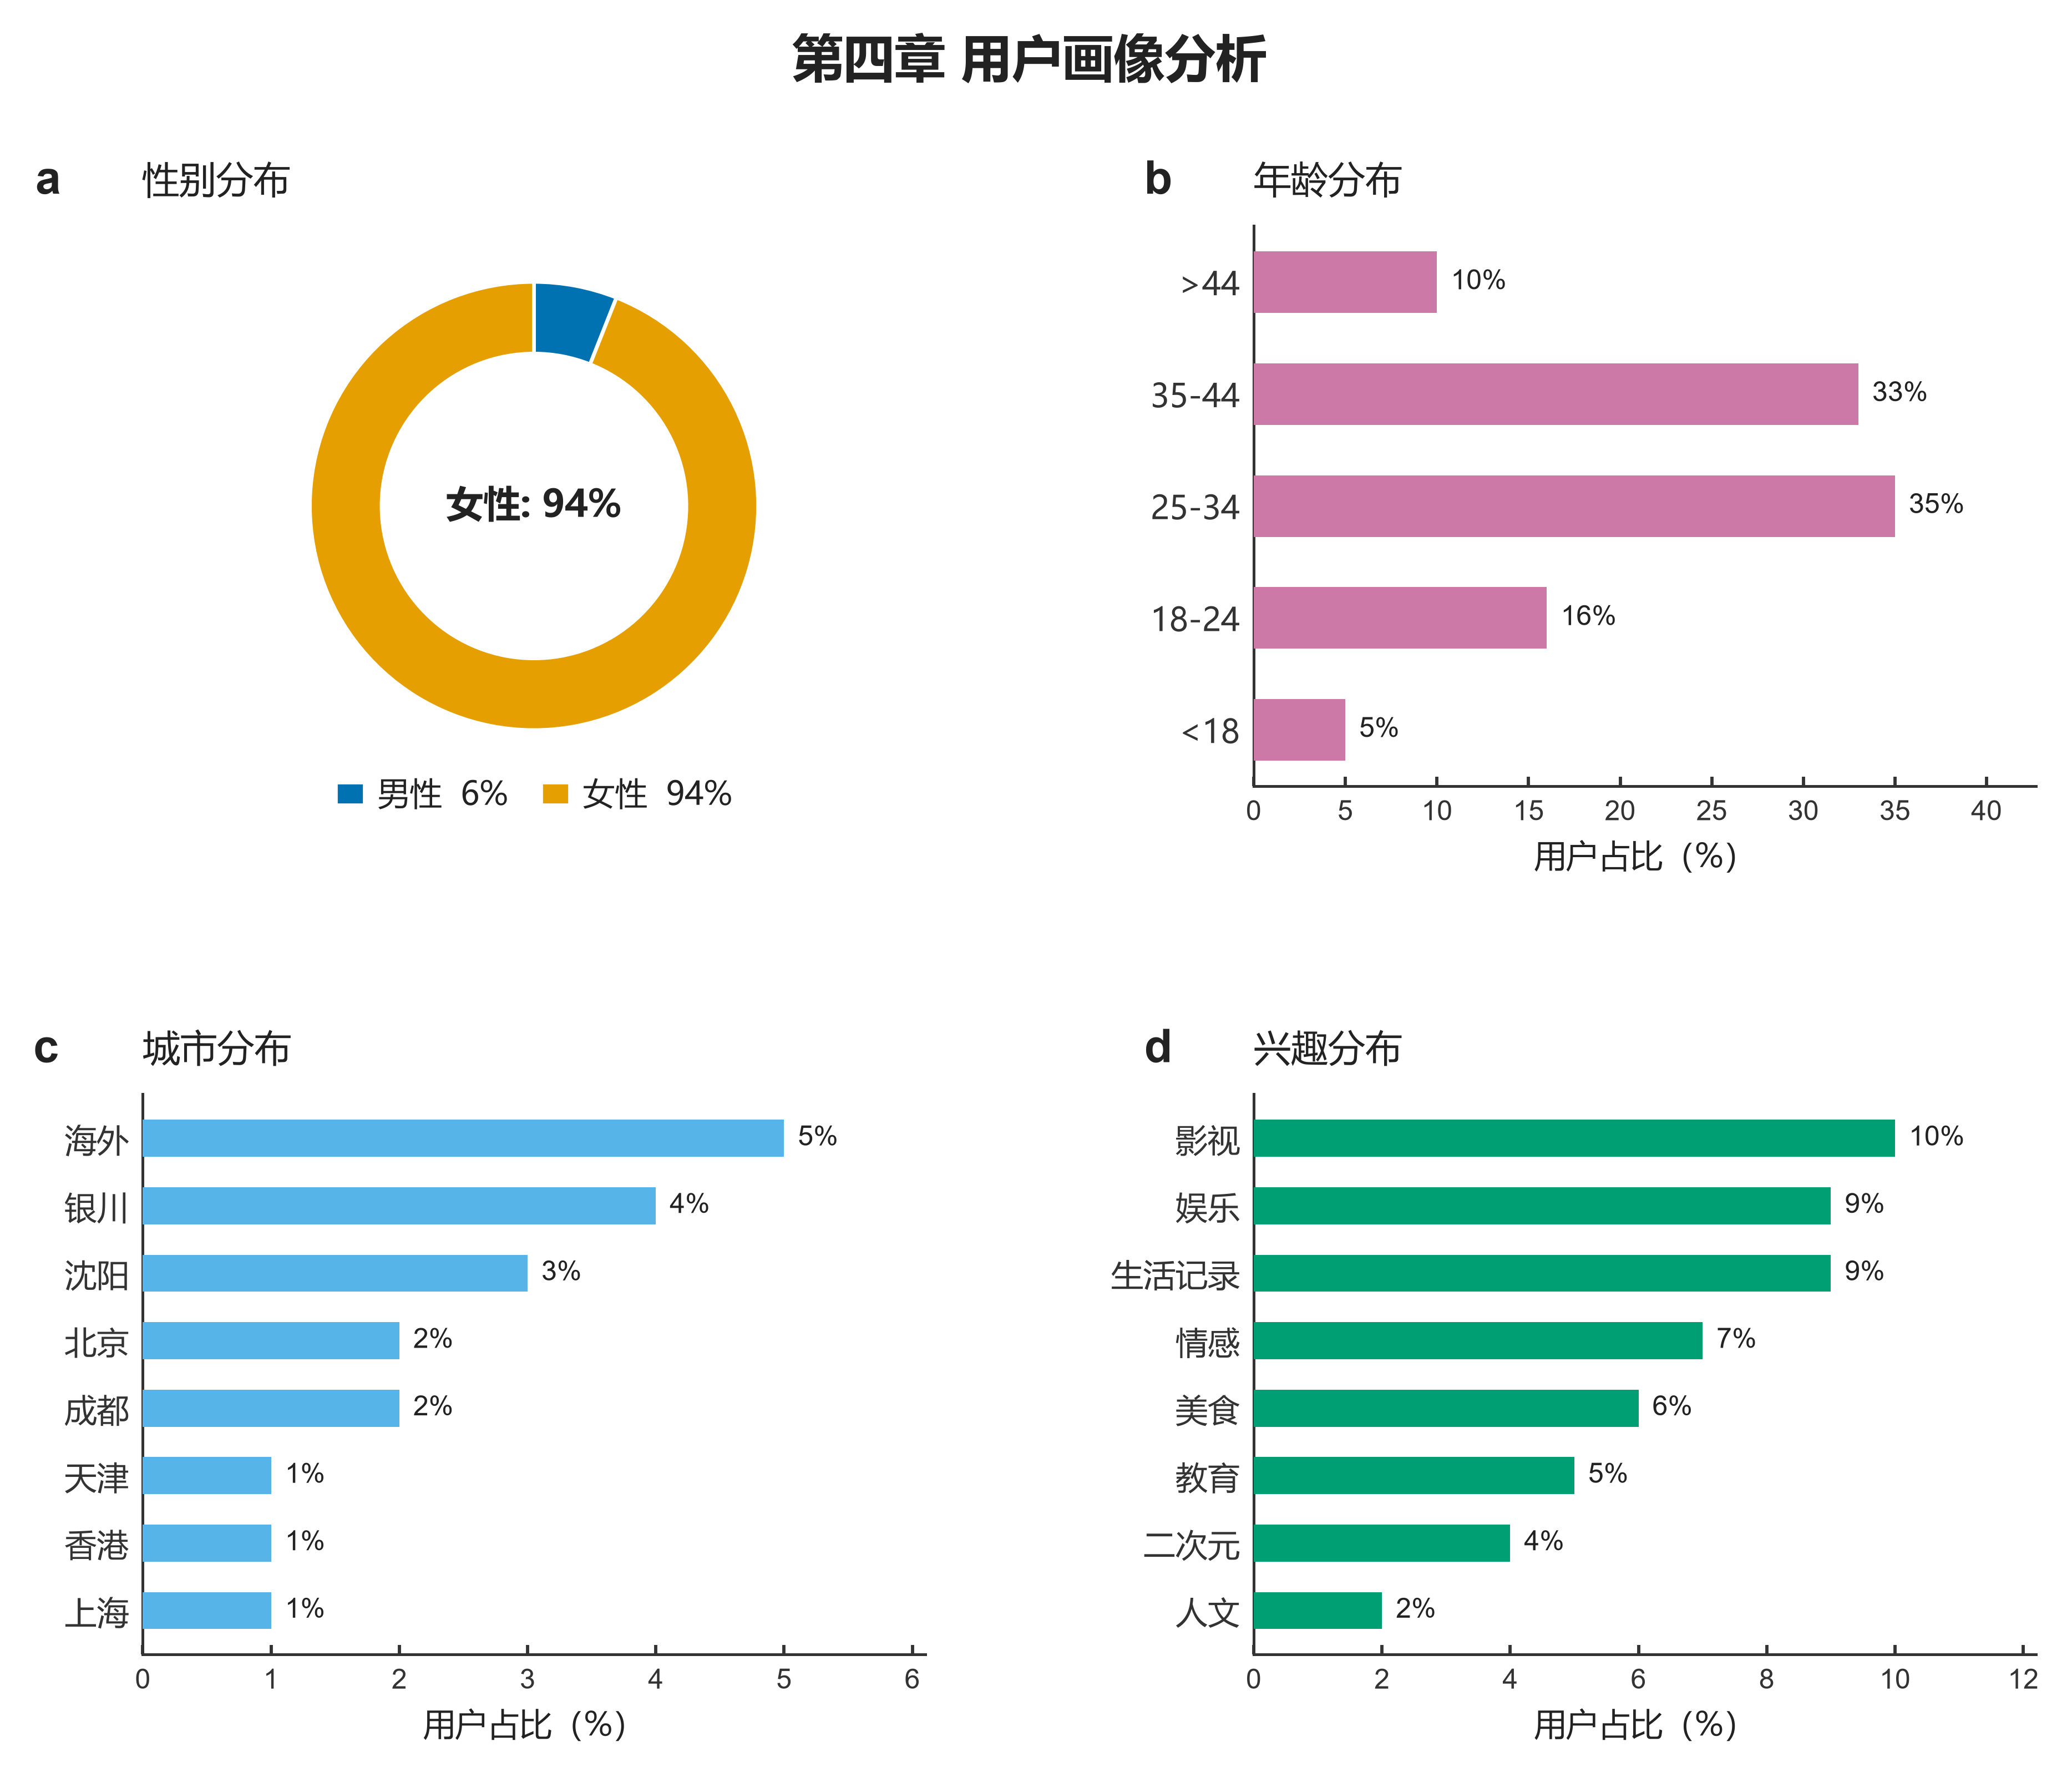 第四章 用户画像分析
a 性别分布
女性: 94%
男性 6% 女性 94%
b 年龄分布
>44 10%
35-44 33%
25-34 35%
18-24 16%
<18 5%
0 5 10 15 20 25 30 35 40
用户占比（%）
c 城市分布
海外 5%
银川 4%
沈阳 3%
北京 2%
成都 2%
天津 1%
香港 1%
上海 1%
0 1 2 3 4 5 6
用户占比（%）
d 兴趣分布
影视 10%
娱乐 9%
生活记录 9%
情感 7%
美食 6%
教育 5%
二次元 4%
人文 2%
0 2 4 6 8 10 12
用户占比（%）